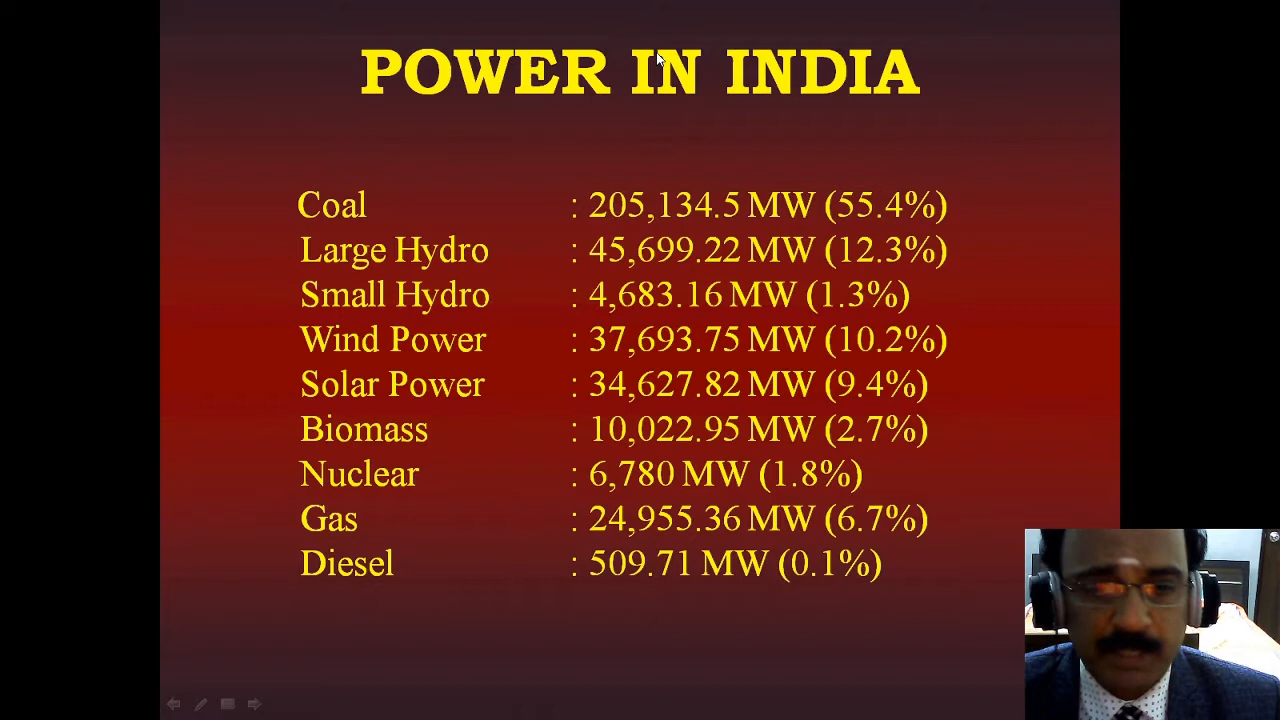 POWER IN INDIA
Coal : 205,134.5 MW (55.4%)
Large Hydro : 45,699.22 MW (12.3%)
Small Hydro : 4,683.16 MW (1.3%)
Wind Power : 37,693.75 MW (10.2%)
Solar Power : 34,627.82 MW (9.4%)
Biomass : 10,022.95 MW (2.7%)
Nuclear : 6,780 MW (1.8%)
Gas : 24,955.36 MW (6.7%)
Diesel : 509.71 MW (0.1%)